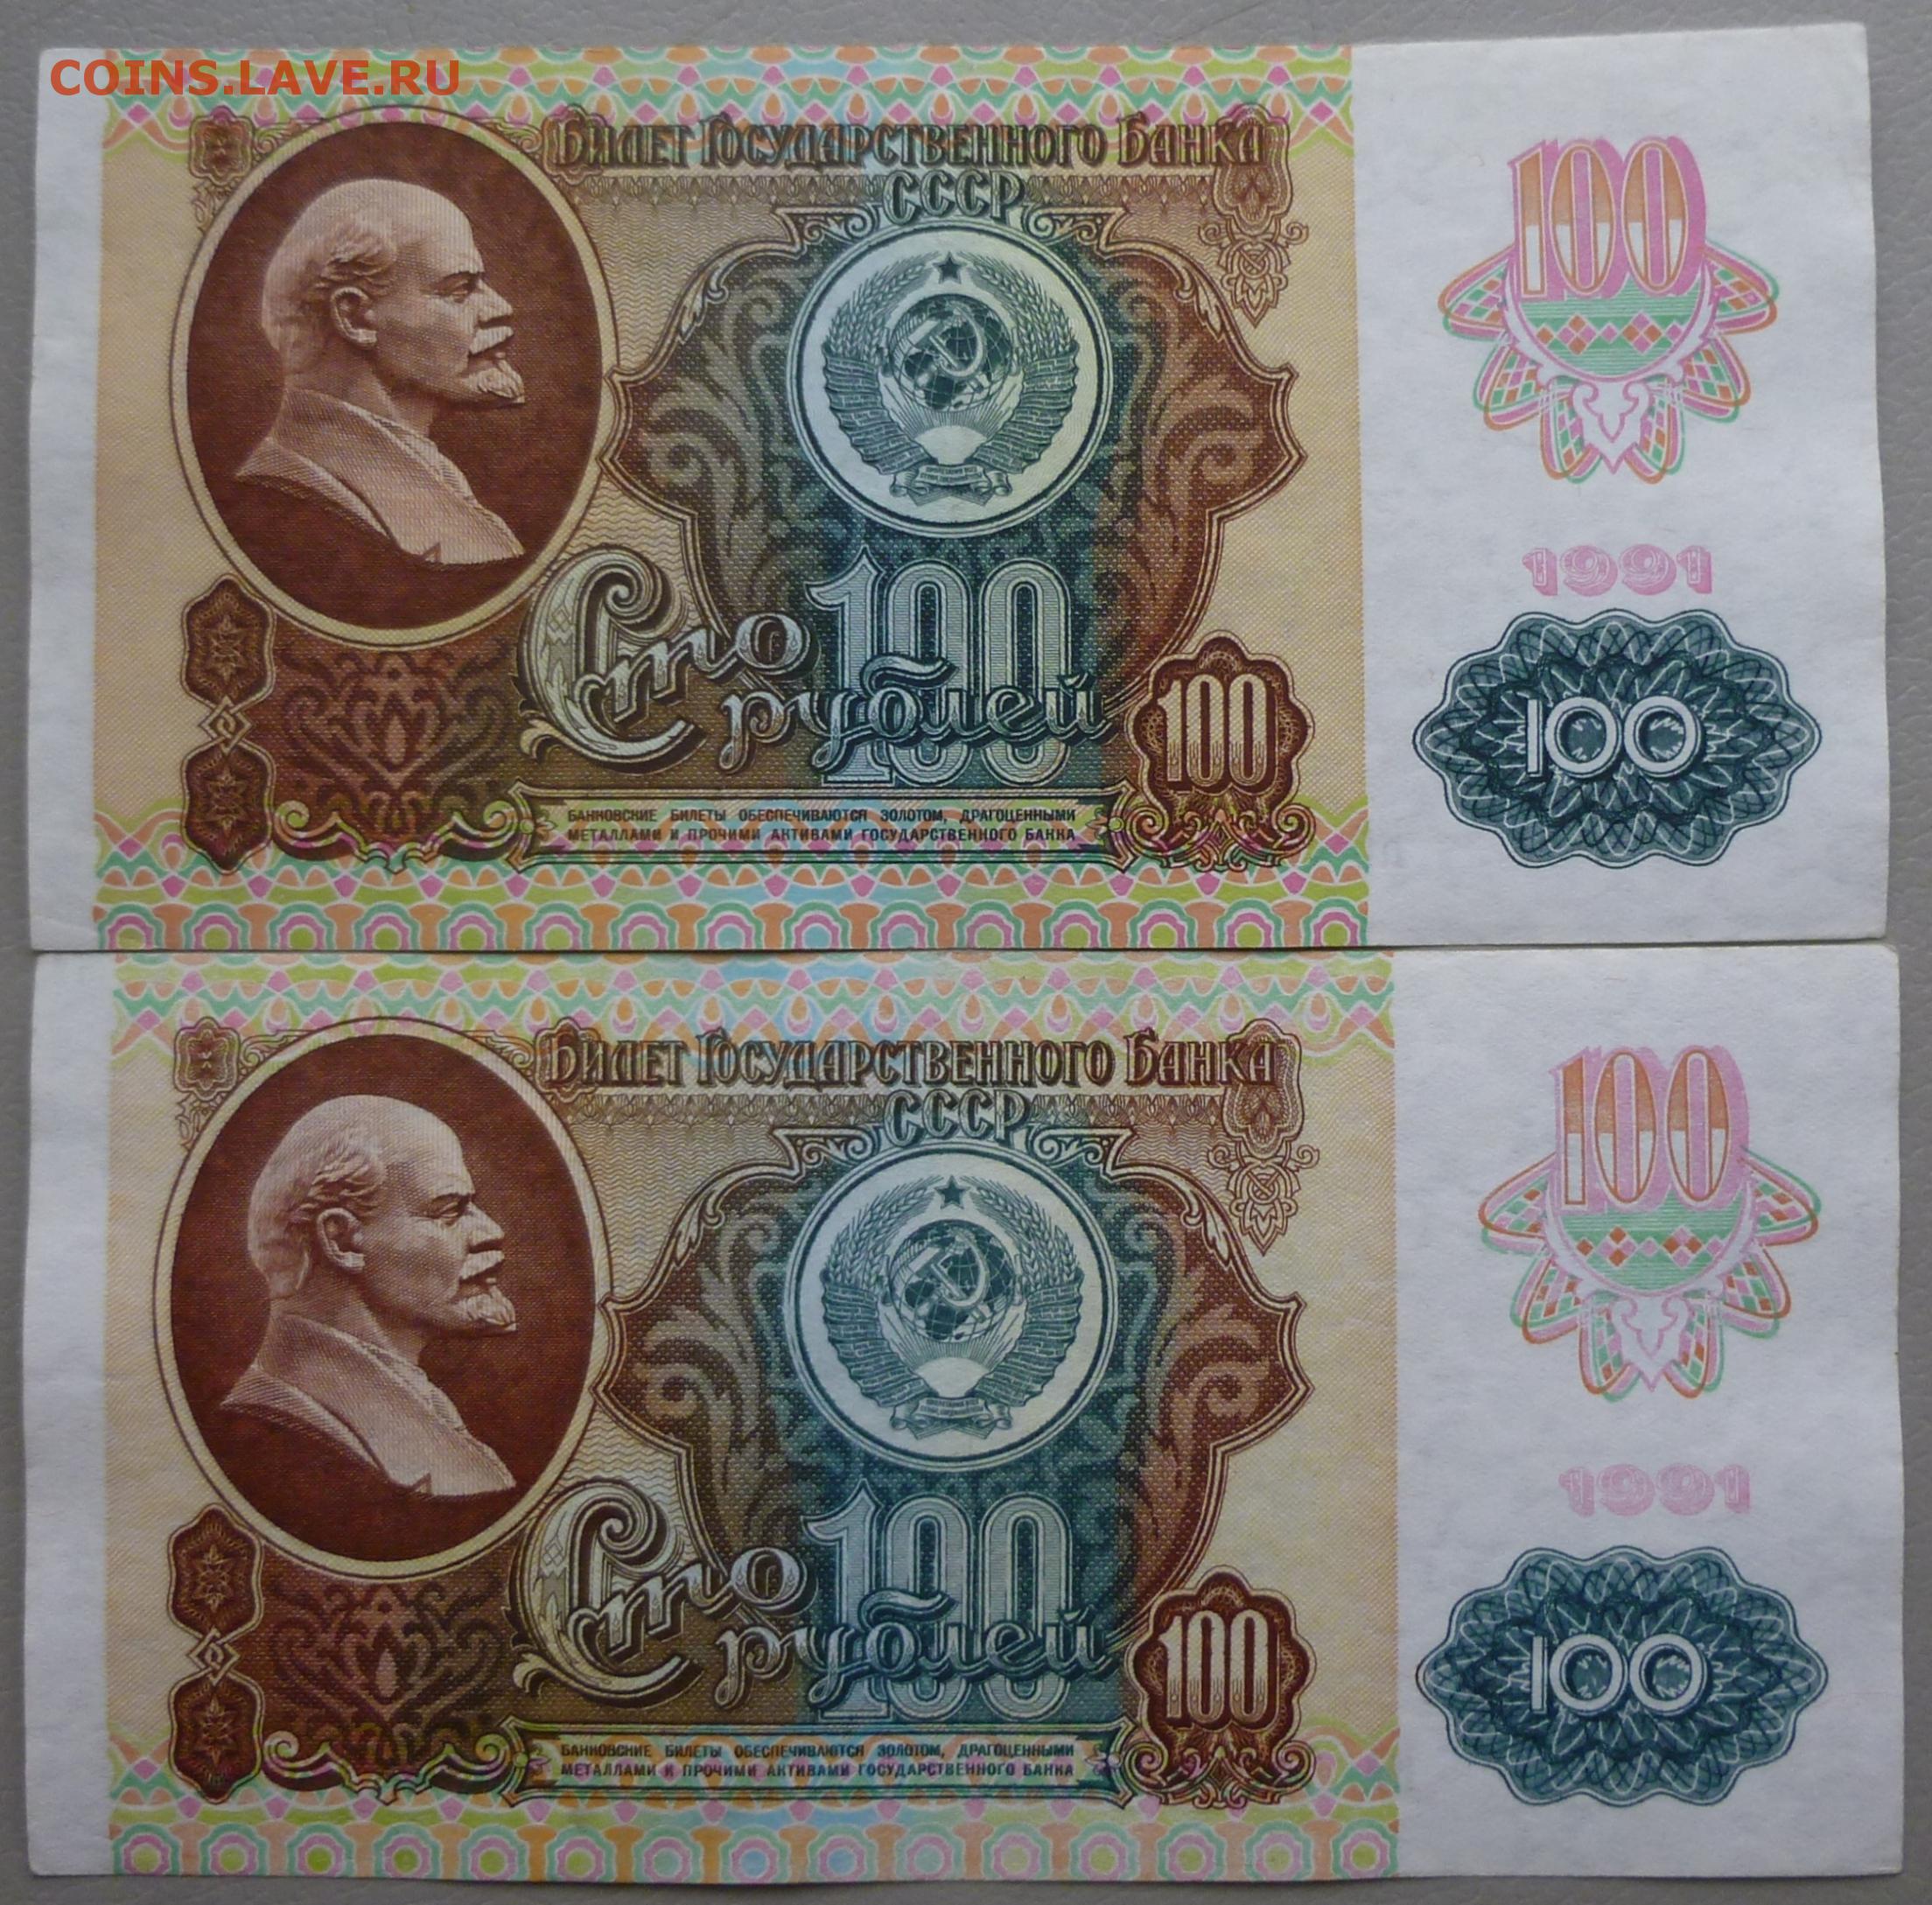 COINS.LAVE.RU
Билет Государственного Банка
СССР
100
1991
100
Сто
рублей
100
100
БАНКОВСКИЕ БИЛЕТЫ ОБЕСПЕЧИВАЮТСЯ ЗОЛОТОМ, ДРАГОЦЕННЫМИ
МЕТАЛЛАМИ И ПРОЧИМИ АКТИВАМИ ГОСУДАРСТВЕННОГО БАНКА
100
Билет Государственного Банка
СССР
100
1991
100
Сто
рублей
100
100
БАНКОВСКИЕ БИЛЕТЫ ОБЕСПЕЧИВАЮТСЯ ЗОЛОТОМ, ДРАГОЦЕННЫМИ
МЕТАЛЛАМИ И ПРОЧИМИ АКТИВАМИ ГОСУДАРСТВЕННОГО БАНКА
100